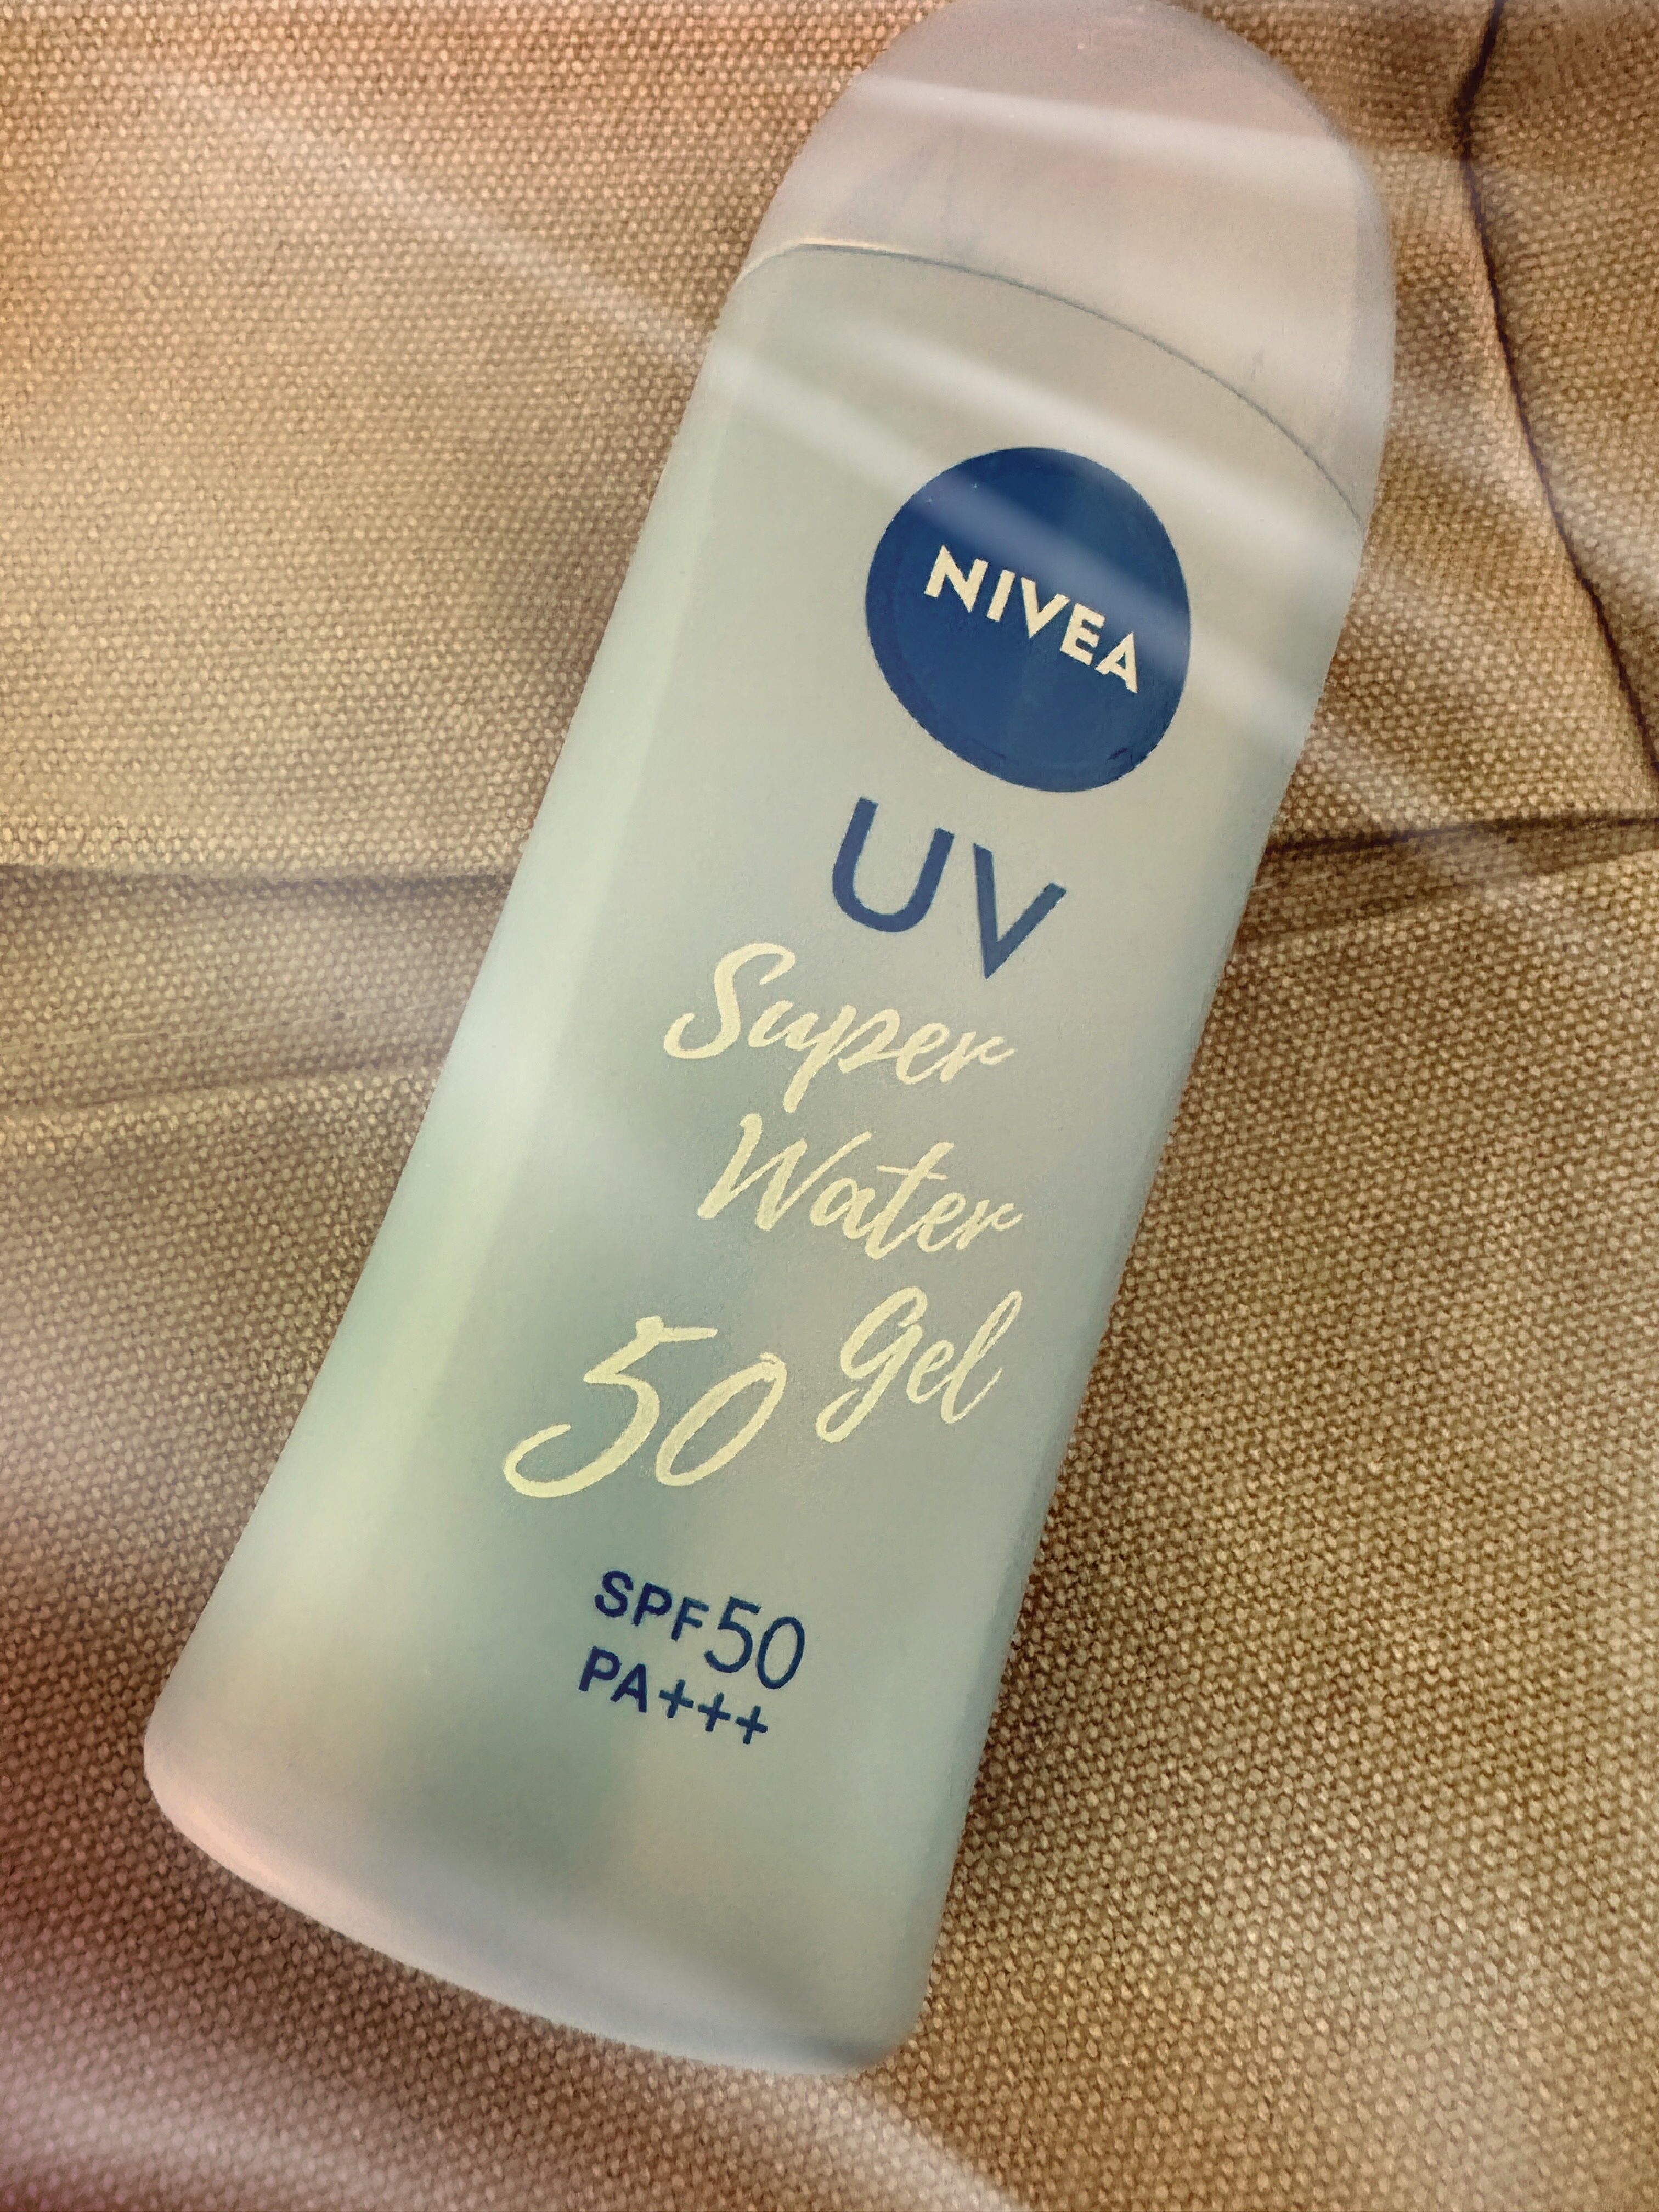 NIVEA
UV
Super
Water
Gel
50
SPF50
PA+++